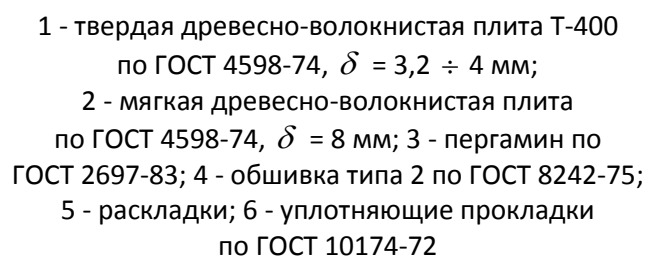 1 - твердая древесно-волокнистая плита Т-400
по ГОСТ 4598-74, δ = 3,2 ÷ 4 мм;
2 - мягкая древесно-волокнистая плита
по ГОСТ 4598-74, δ = 8 мм; 3 - пергамин по
ГОСТ 2697-83; 4 - обшивка типа 2 по ГОСТ 8242-75;
5 - раскладки; 6 - уплотняющие прокладки
по ГОСТ 10174-72